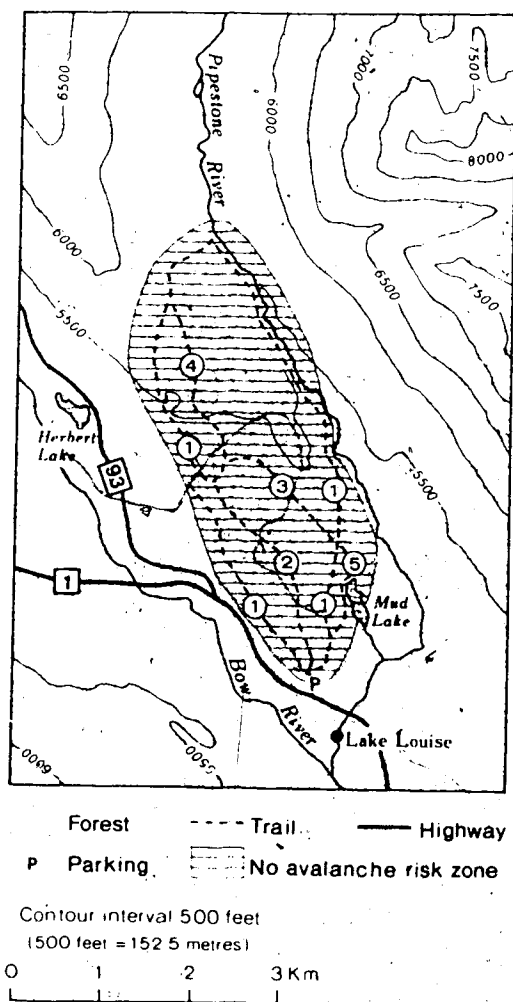 6500
Pipestone
River
6000
7000
7500
7500
8000
6500
7500
6000
5500
4
Herbert
Lake
93
1
3
1
5500
2
5
1
1
1
Mud
Lake
P
Bow
River
Lake Louise
5500
6000
Forest
Trail
Highway
P Parking
No avalanche risk zone
Contour interval 500 feet
(500 feet = 152.5 metres)
0 1 2 3 Km